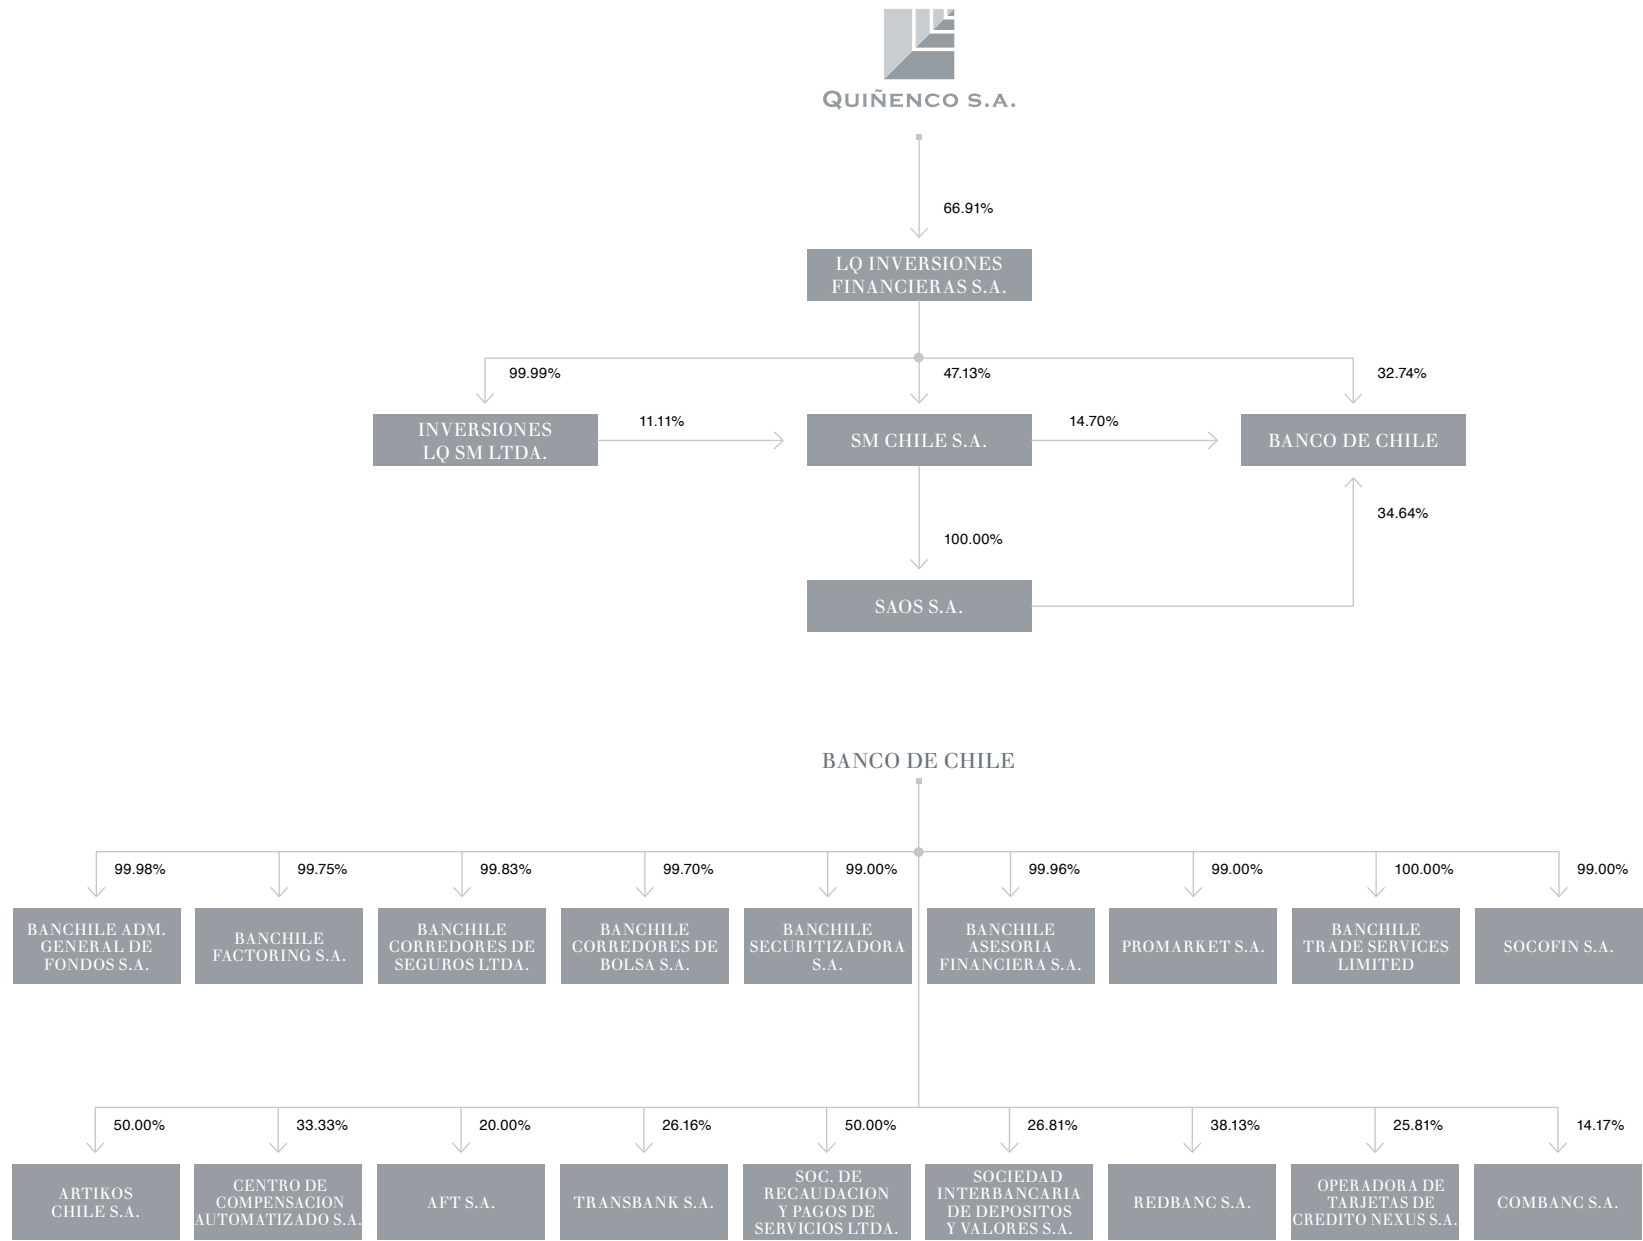 QUIÑENCO S.A.
66.91%
LQ INVERSIONES
FINANCIERAS S.A.
99.99%
47.13%
32.74%
INVERSIONES
LQ SM LTDA.
11.11%
SM CHILE S.A.
14.70%
BANCO DE CHILE
34.64%
100.00%
SAOS S.A.
BANCO DE CHILE
99.98%
99.75%
99.83%
99.70%
99.00%
99.96%
99.00%
100.00%
99.00%
BANCHILE ADM.
GENERAL DE
FONDOS S.A.
BANCHILE
FACTORING S.A.
BANCHILE
CORREDORES DE
SEGUROS LTDA.
BANCHILE
CORREDORES DE
BOLSA S.A.
BANCHILE
SECURITIZADORA
S.A.
BANCHILE
ASESORIA
FINANCIERA S.A.
PROMARKET S.A.
BANCHILE
TRADE SERVICES
LIMITED
SOCOFIN S.A.
50.00%
33.33%
20.00%
26.16%
50.00%
26.81%
38.13%
25.81%
14.17%
ARTIKOS
CHILE S.A.
CENTRO DE
COMPENSACION
AUTOMATIZADO S.A.
AFT S.A.
TRANSBANK S.A.
SOC. DE
RECAUDACION
Y PAGOS DE
SERVICIOS LTDA.
SOCIEDAD
INTERBANCARIA
DE DEPOSITOS
Y VALORES S.A.
REDBANC S.A.
OPERADORA DE
TARJETAS DE
CREDITO NEXUS S.A.
COMBANC S.A.